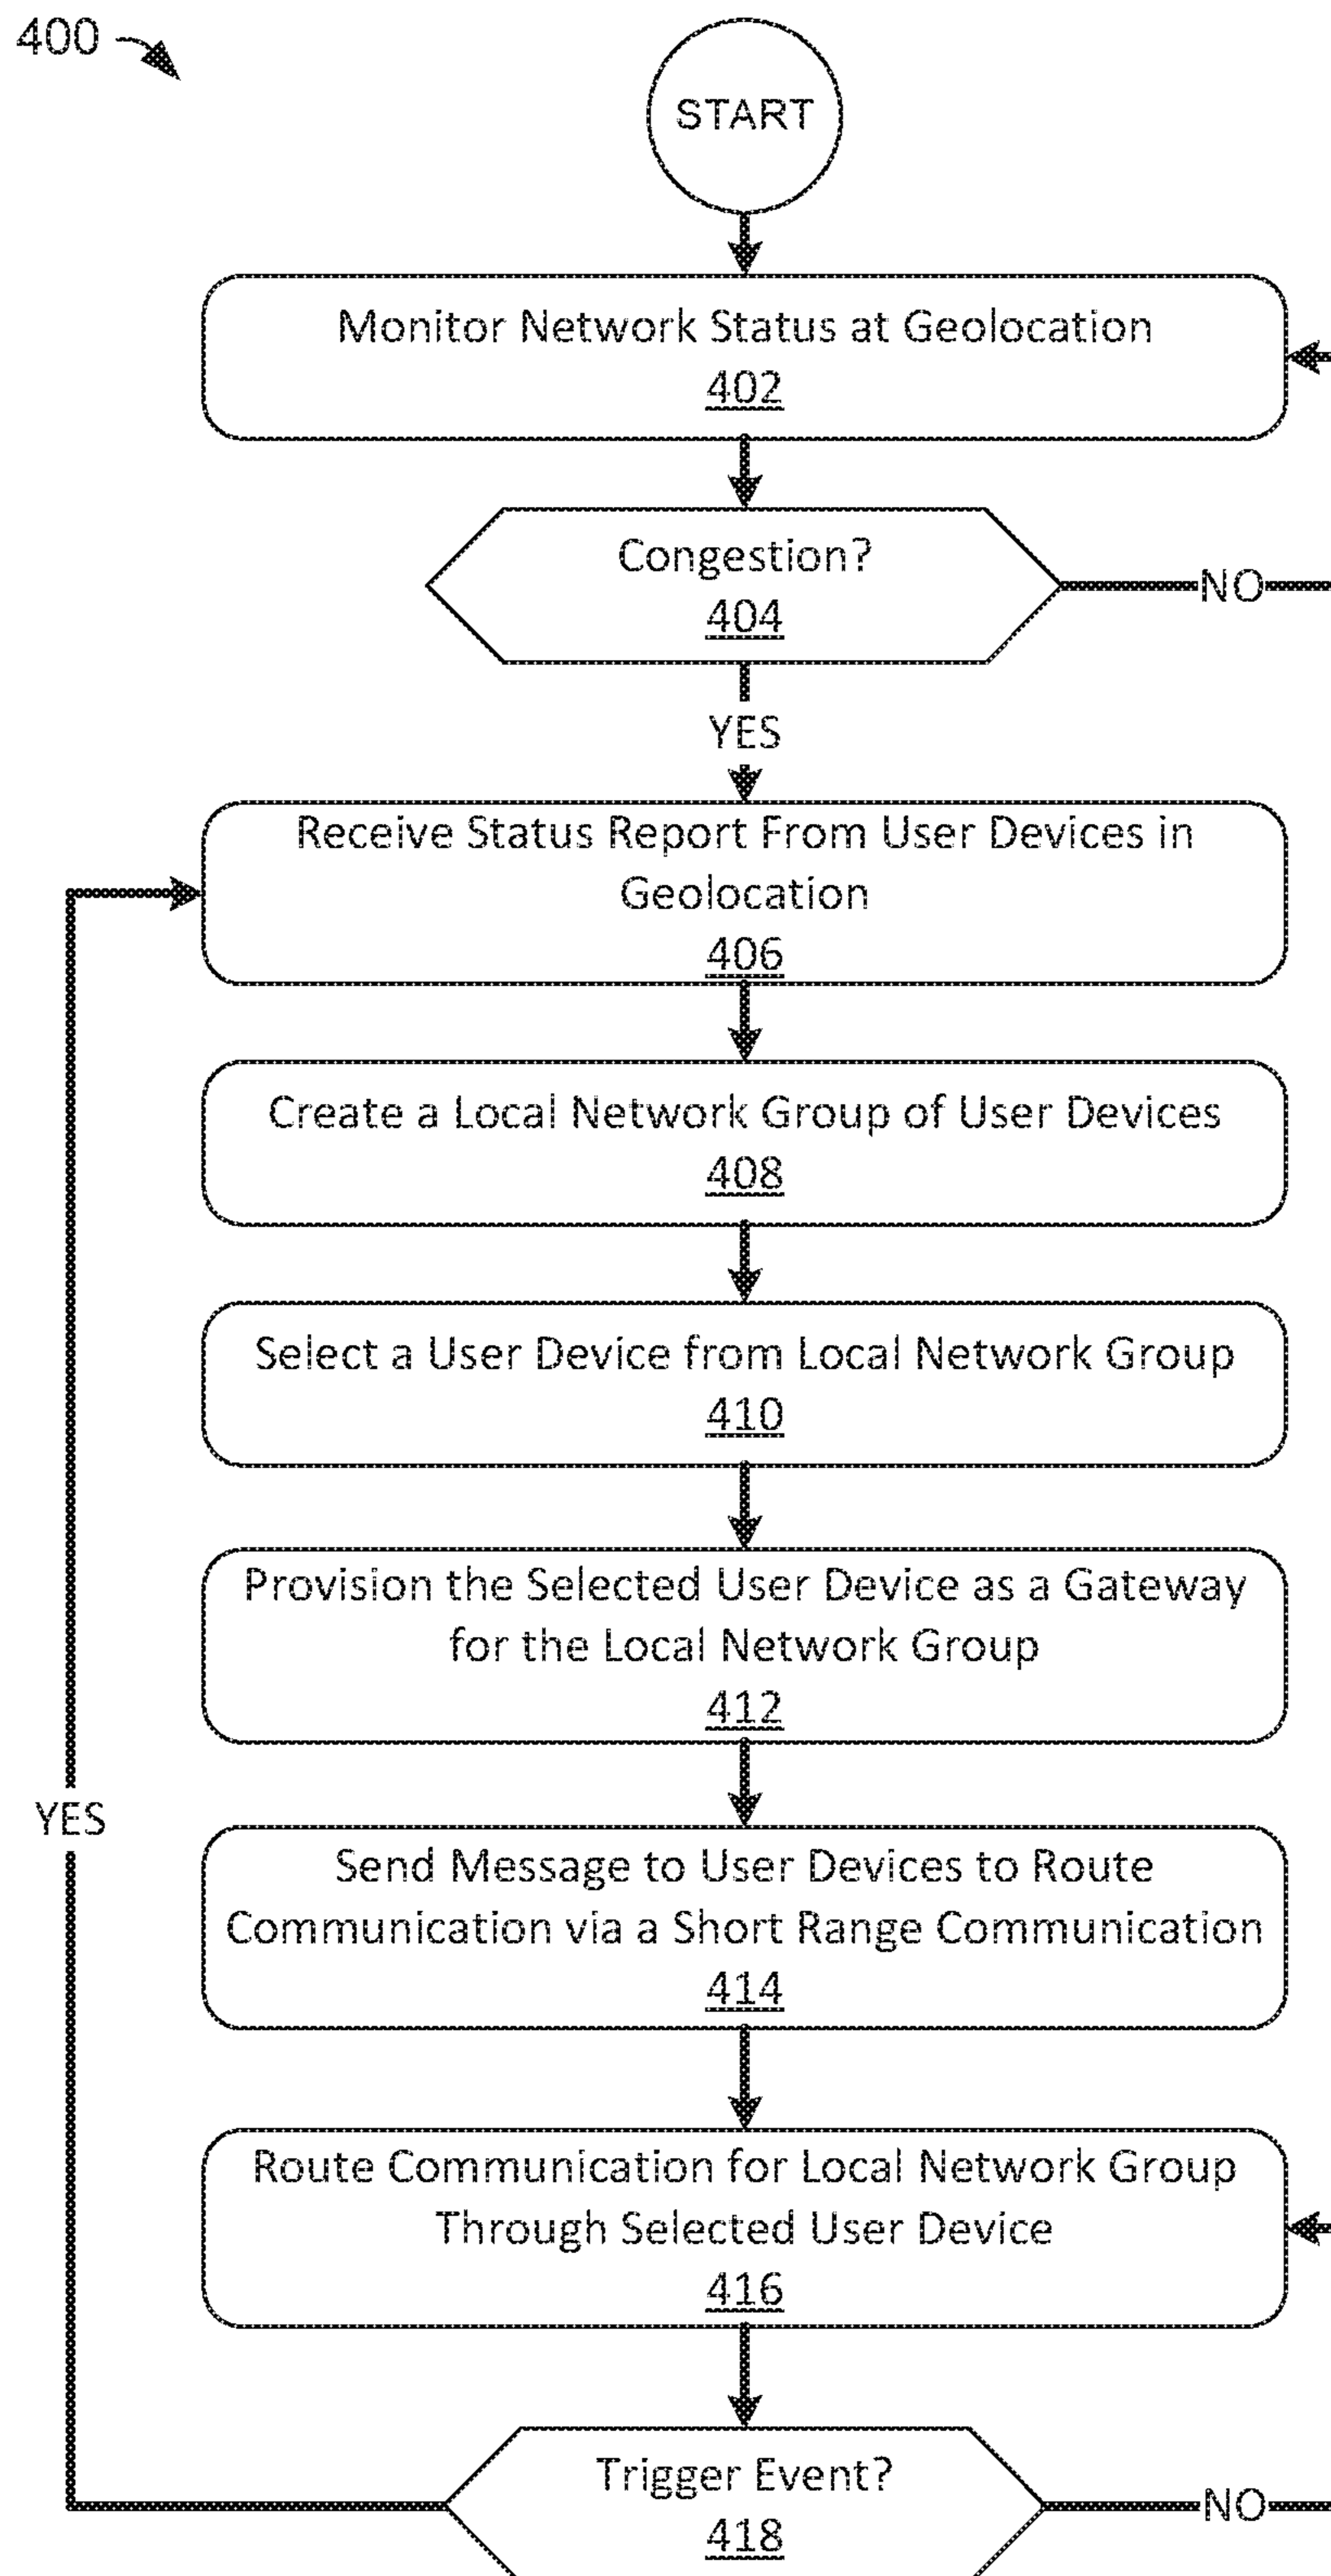 400
START
Monitor Network Status at Geolocation
402
Congestion?
404
NO
YES
Receive Status Report From User Devices in
Geolocation
406
Create a Local Network Group of User Devices
408
Select a User Device from Local Network Group
410
Provision the Selected User Device as a Gateway
for the Local Network Group
412
YES
Send Message to User Devices to Route
Communication via a Short Range Communication
414
Route Communication for Local Network Group
Through Selected User Device
416
Trigger Event?
418
NO